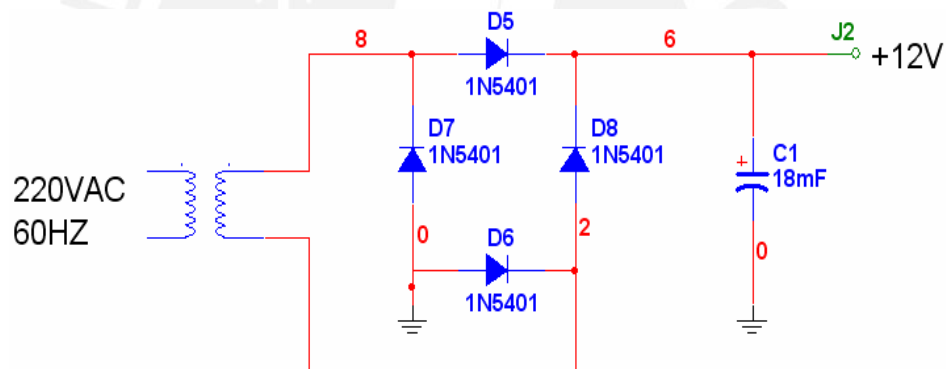 D5
8
6
J2
+12V
1N5401
D7
1N5401
D8
1N5401
C1
+
18mF
220VAC
60HZ
0
D6
2
0
1N5401